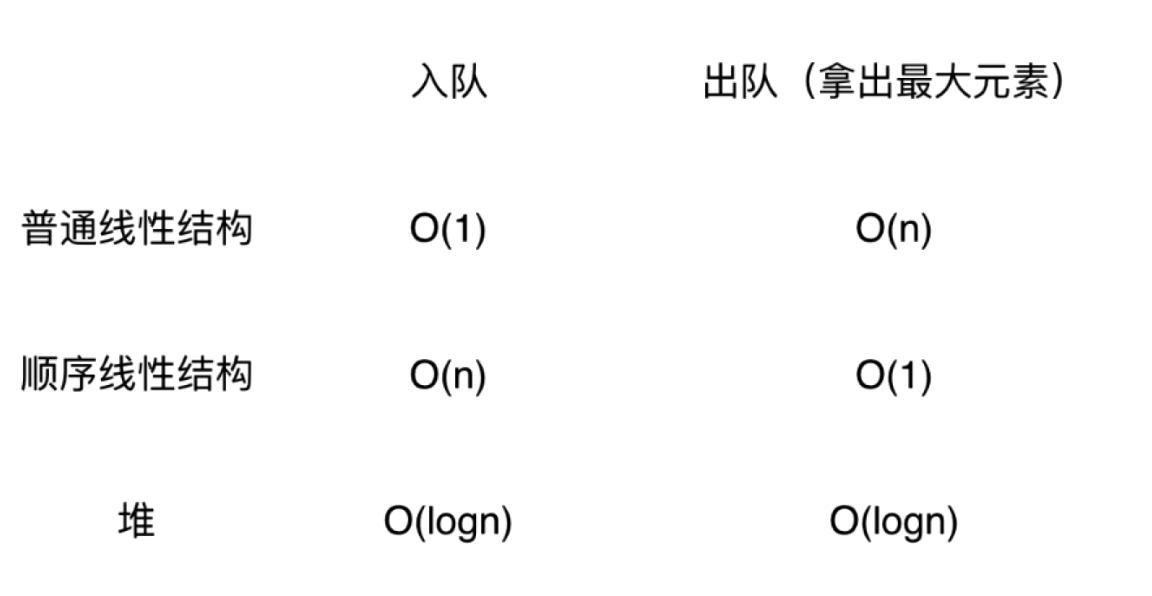 入队 出队（拿出最大元素）
普通线性结构 O(1) O(n)
顺序线性结构 O(n) O(1)
堆 O(logn) O(logn)